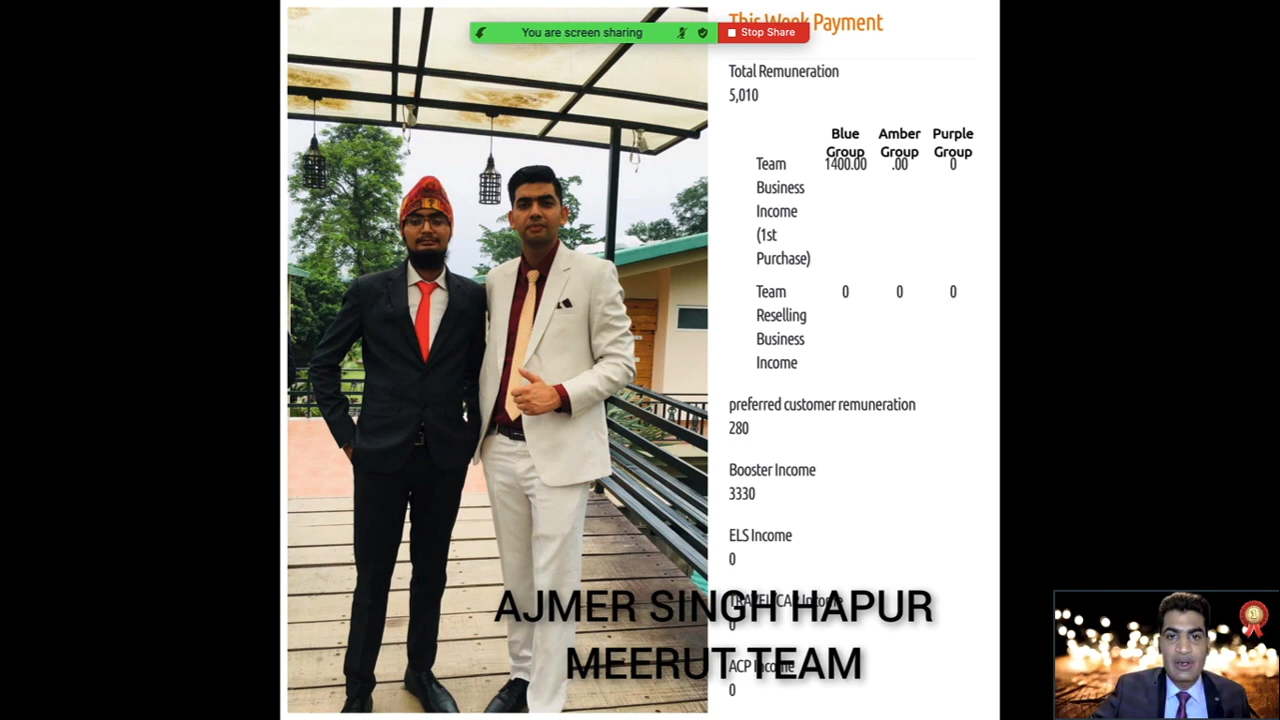 This Week Payment
You are screen sharing
Stop Share
Total Remuneration
5,010
Blue Group
Amber Group
Purple Group
Team Business Income (1st Purchase)
1400.00
.00
0
Team Reselling Business Income
0
0
0
preferred customer remuneration
280
Booster Income
3330
ELS Income
0
Income
0
ACP Income
0
AJMER SINGH HAPUR
MEERUT TEAM